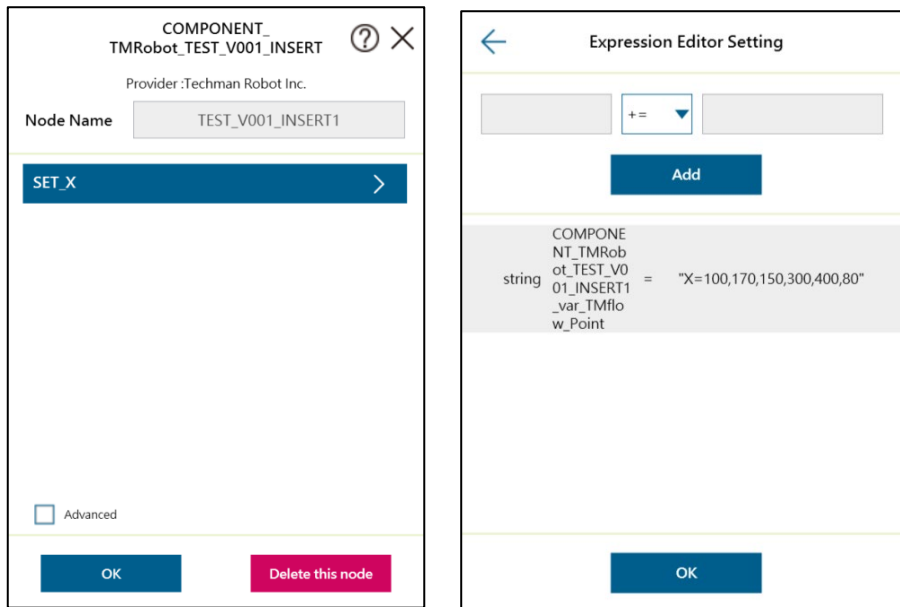 COMPONENT_
TMRobot_TEST_V001_INSERT
Provider :Techman Robot Inc.
Node Name
TEST_V001_INSERT1
SET_X
Advanced
OK
Delete this node
Expression Editor Setting
+=
Add
string
COMPONE
NT_TMRob
ot_TEST_V0
01_INSERT1
_var_TMflo
w_Point
=
"X=100,170,150,300,400,80"
OK